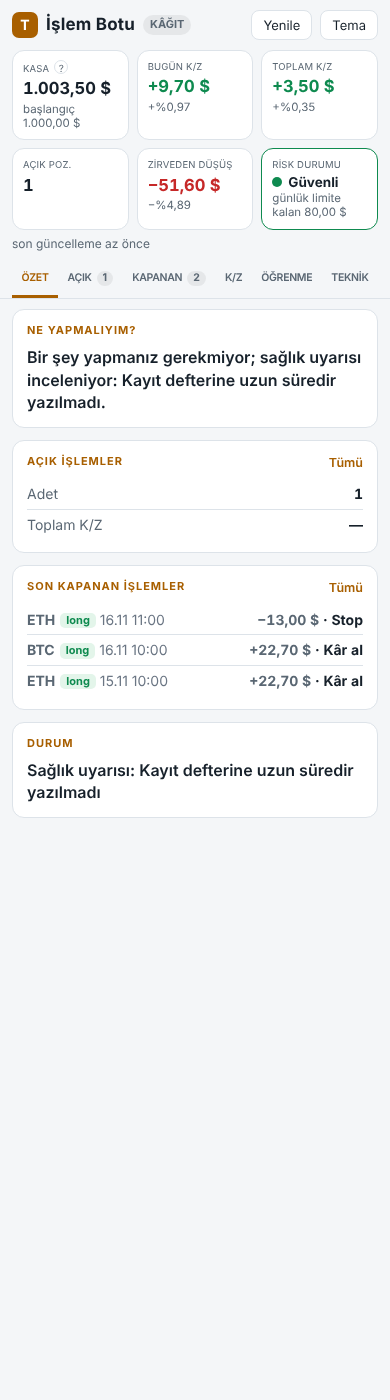 T İşlem Botu KÂĞIT Yenile Tema
KASA ?
1.003,50 $
başlangıç
1.000,00 $
BUGÜN K/Z
+9,70 $
+%0,97
TOPLAM K/Z
+3,50 $
+%0,35
AÇIK POZ.
1
ZİRVEDEN DÜŞÜŞ
−51,60 $
−%4,89
RİSK DURUMU
Güvenli
günlük limite
kalan 80,00 $
son güncelleme az önce
ÖZET AÇIK 1 KAPANAN 2 K/Z ÖĞRENME TEKNİK
NE YAPMALIYIM?
Bir şey yapmanız gerekmiyor; sağlık uyarısı
inceleniyor: Kayıt defterine uzun süredir
yazılmadı.
AÇIK İŞLEMLER Tümü
Adet 1
Toplam K/Z —
SON KAPANAN İŞLEMLER Tümü
ETH long 16.11 11:00 −13,00 $ · Stop
BTC long 16.11 10:00 +22,70 $ · Kâr al
ETH long 15.11 10:00 +22,70 $ · Kâr al
DURUM
Sağlık uyarısı: Kayıt defterine uzun süredir
yazılmadı